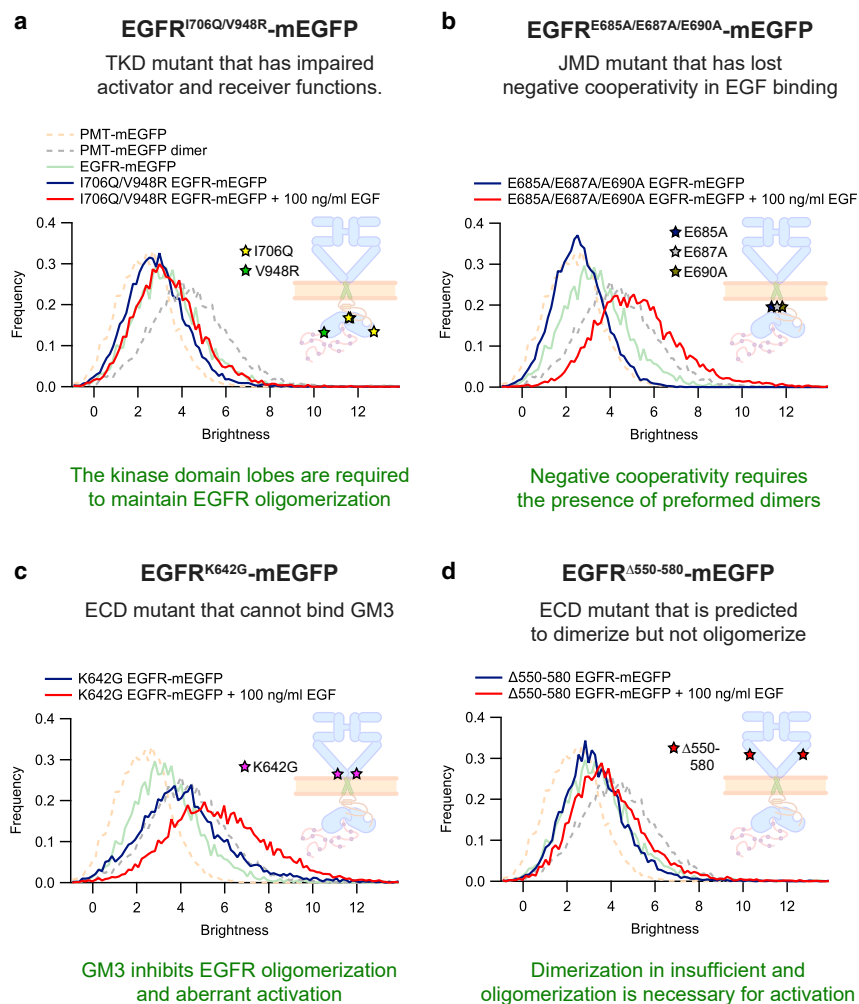 a
EGFRI706Q/V948R-mEGFP
TKD mutant that has impaired
activator and receiver functions.
PMT-mEGFP
PMT-mEGFP dimer
EGFR-mEGFP
I706Q/V948R EGFR-mEGFP
I706Q/V948R EGFR-mEGFP + 100 ng/ml EGF
0.4
0.3
0.2
0.1
0.0
Frequency
I706Q
V948R
0 2 4 6 8 10 12
Brightness
The kinase domain lobes are required
to maintain EGFR oligomerization
b
EGFRE685A/E687A/E690A-mEGFP
JMD mutant that has lost
negative cooperativity in EGF binding
E685A/E687A/E690A EGFR-mEGFP
E685A/E687A/E690A EGFR-mEGFP + 100 ng/ml EGF
0.4
0.3
0.2
0.1
0.0
Frequency
E685A
E687A
E690A
0 2 4 6 8 10 12
Brightness
Negative cooperativity requires
the presence of preformed dimers
c
EGFRK642G-mEGFP
ECD mutant that cannot bind GM3
K642G EGFR-mEGFP
K642G EGFR-mEGFP + 100 ng/ml EGF
0.4
0.3
0.2
0.1
0.0
Frequency
K642G
0 2 4 6 8 10 12
Brightness
GM3 inhibits EGFR oligomerization
and aberrant activation
d
EGFRΔ550-580-mEGFP
ECD mutant that is predicted
to dimerize but not oligomerize
Δ550-580 EGFR-mEGFP
Δ550-580 EGFR-mEGFP + 100 ng/ml EGF
0.4
0.3
0.2
0.1
0.0
Frequency
Δ550-
580
0 2 4 6 8 10 12
Brightness
Dimerization in insufficient and
oligomerization is necessary for activation